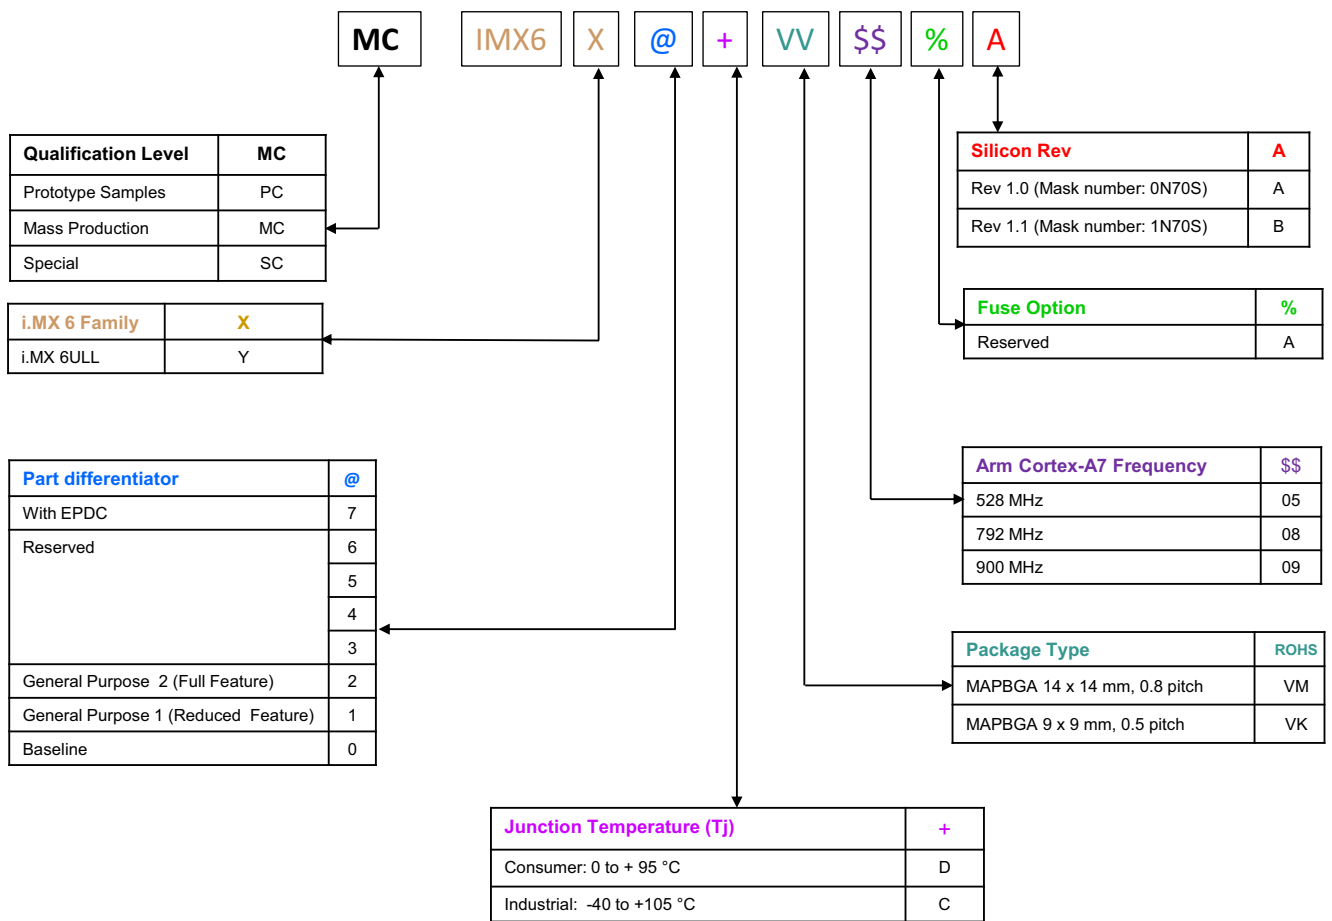 MC IMX6 X @ + VV $$ % A
Qualification Level MC
Prototype Samples PC
Mass Production MC
Special SC
i.MX 6 Family X
i.MX 6ULL Y
Part differentiator @
With EPDC 7
Reserved 6
5
4
3
General Purpose 2 (Full Feature) 2
General Purpose 1 (Reduced Feature) 1
Baseline 0
Silicon Rev A
Rev 1.0 (Mask number: 0N70S) A
Rev 1.1 (Mask number: 1N70S) B
Fuse Option %
Reserved A
Arm Cortex-A7 Frequency $$
528 MHz 05
792 MHz 08
900 MHz 09
Package Type ROHS
MAPBGA 14 x 14 mm, 0.8 pitch VM
MAPBGA 9 x 9 mm, 0.5 pitch VK
Junction Temperature (Tj) +
Consumer: 0 to + 95 °C D
Industrial: -40 to +105 °C C